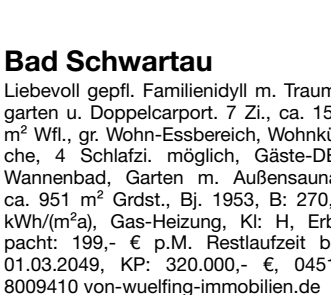 Bad Schwartau
Liebevoll gepfl. Familienidyll m. Traum
garten u. Doppelcarport. 7 Zi., ca. 15
m² Wfl., gr. Wohn-Essbereich, Wohnkü
che, 4 Schlafzi. möglich, Gäste-DB
Wannenbad, Garten m. Außensauna
ca. 951 m² Grdst., Bj. 1953, B: 270,
kWh/(m²a), Gas-Heizung, Kl: H, Erb
pacht: 199,- € p.M. Restlaufzeit b
01.03.2049, KP: 320.000,- €, 0451
8009410 von-wuelfing-immobilien.de